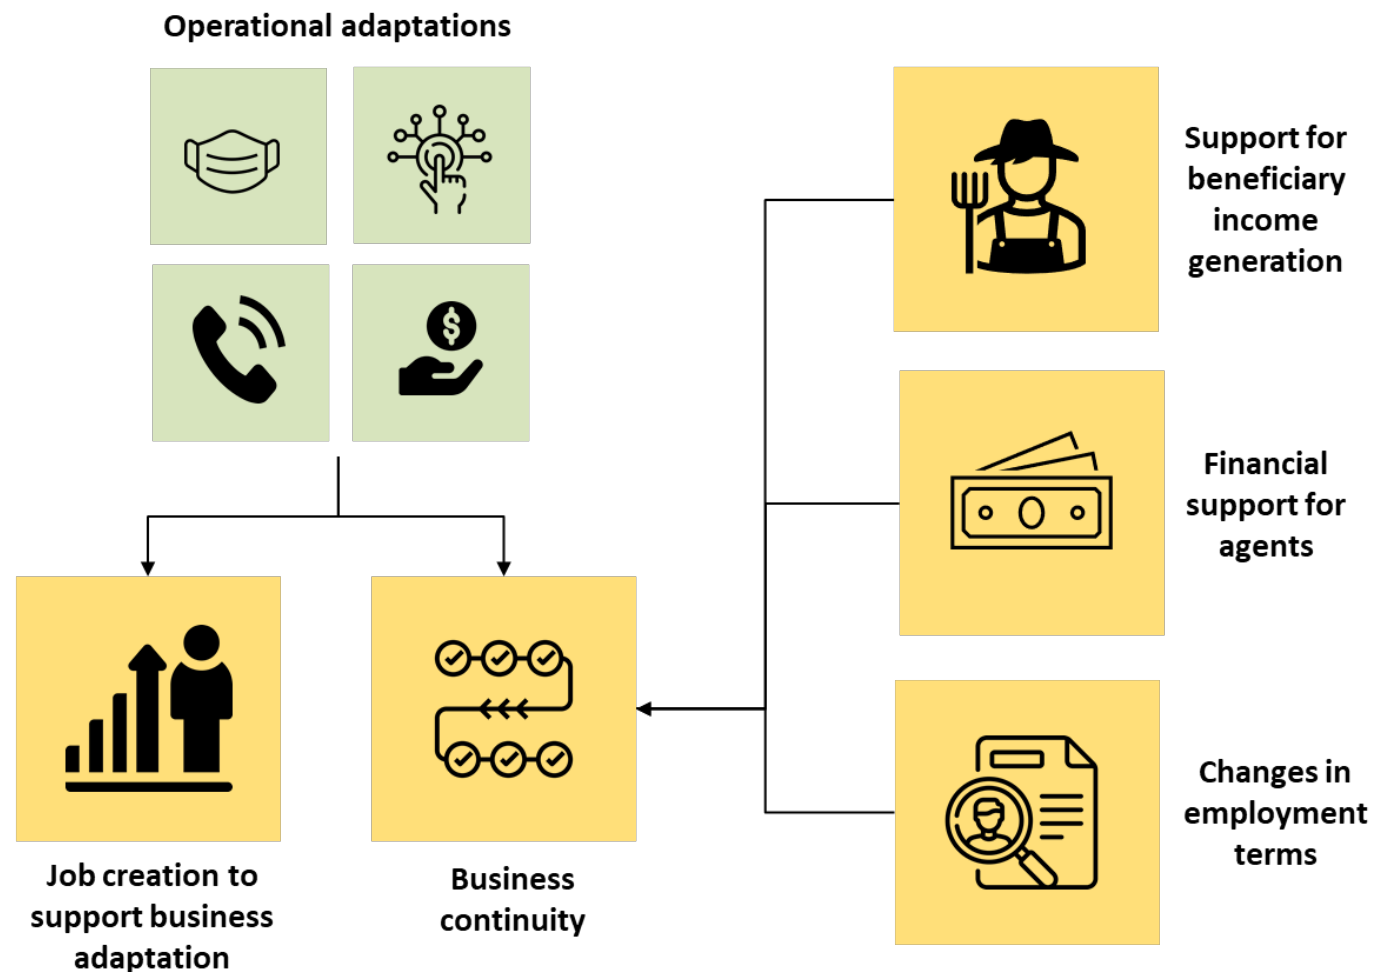 Operational adaptations
Support for
beneficiary
income
generation
Financial
support for
agents
Changes in
employment
terms
Job creation to
support business
adaptation
Business
continuity